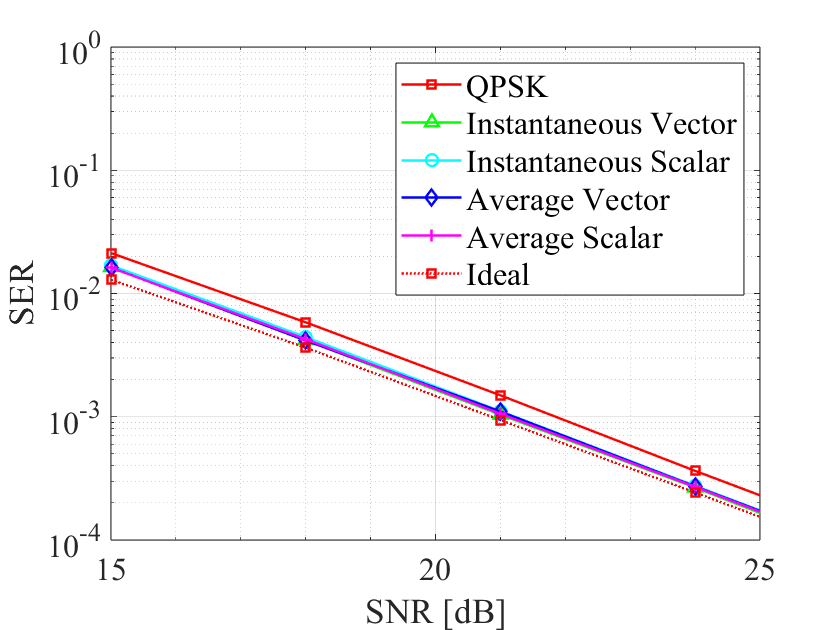 10^0
10^-1
10^-2
10^-3
10^-4
SER
QPSK
Instantaneous Vector
Instantaneous Scalar
Average Vector
Average Scalar
Ideal
15 20 25
SNR [dB]